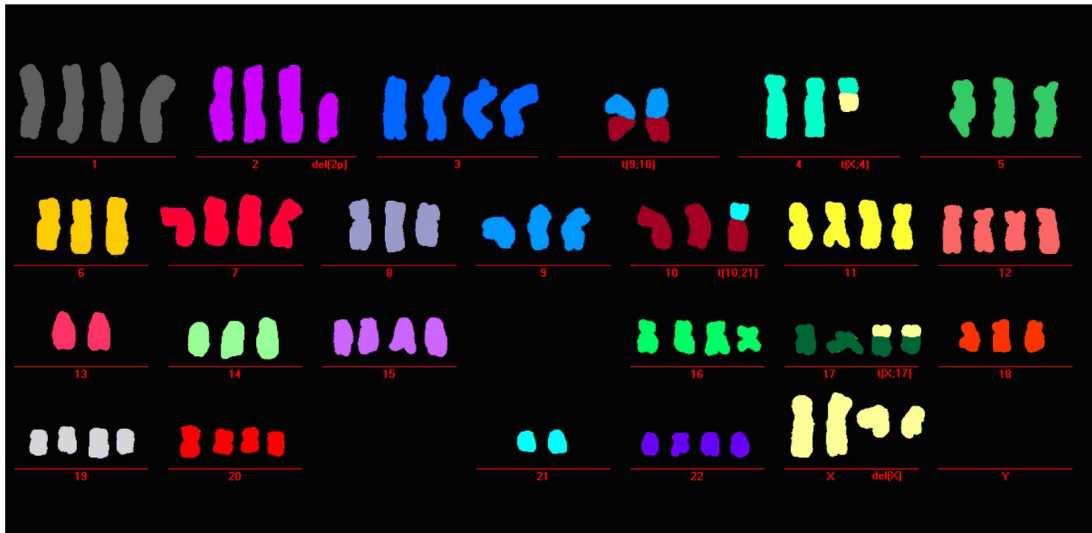 1 2 del(2p) 3 t(9;10) 4 t(X;4) 5
6 7 8 9 10 t(10;21) 11 12
13 14 15 16 17 t(X;17) 18
19 20 21 22 X del(X) Y